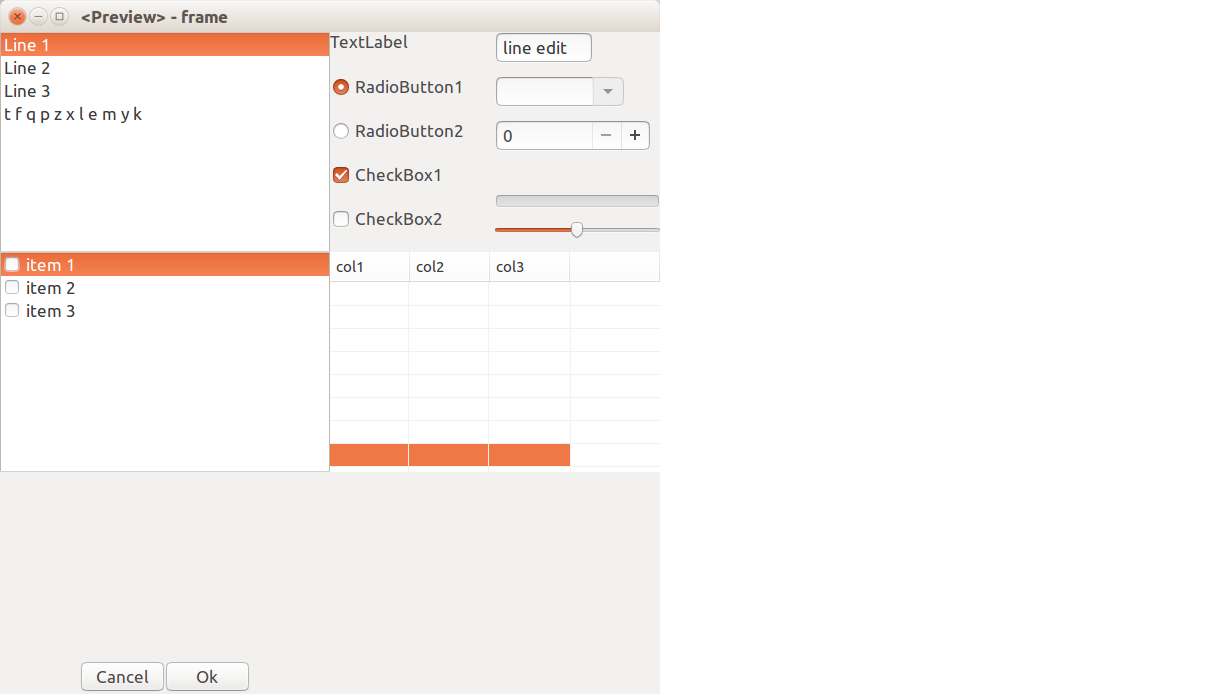 <Preview> - frame
Line 1
Line 2
Line 3
t f q p z x l e m y k
TextLabel
line edit
RadioButton1
RadioButton2
0
CheckBox1
CheckBox2
item 1
item 2
item 3
col1 col2 col3
Cancel Ok